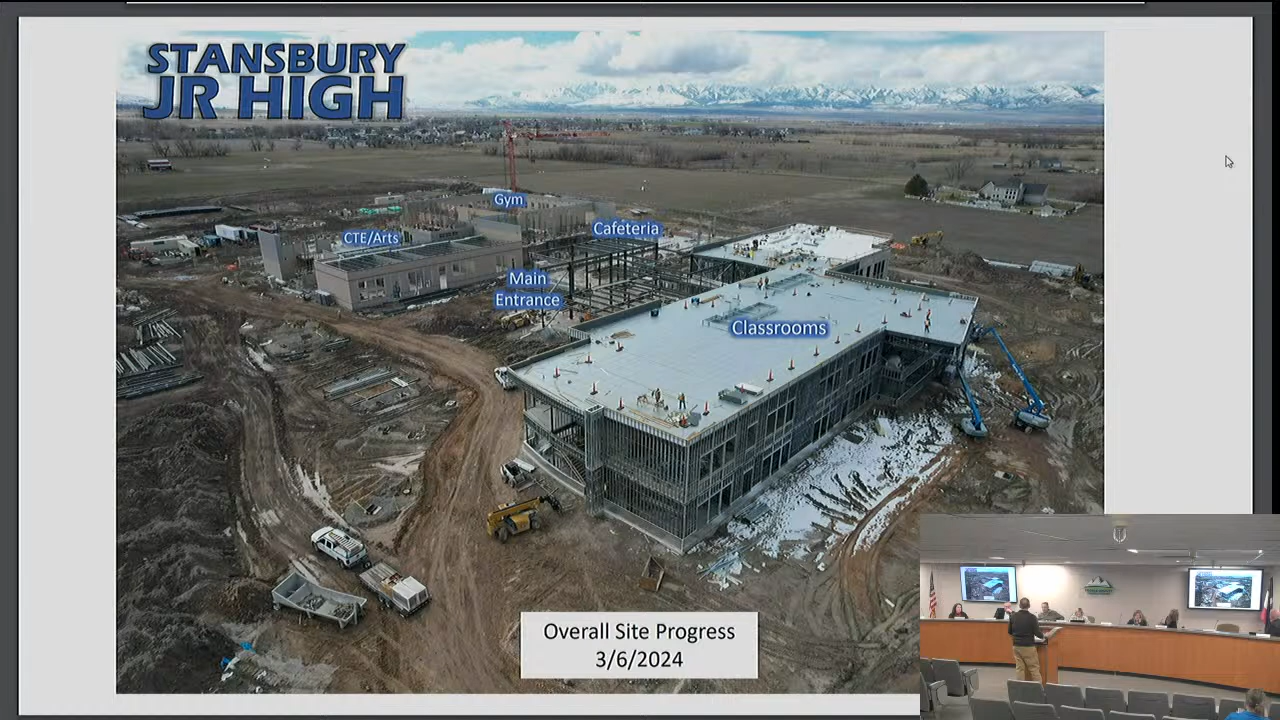 STANSBURY
JR HIGH
Gym
CTE/Arts
Cafeteria
Main
Entrance
Classrooms
Overall Site Progress
3/6/2024